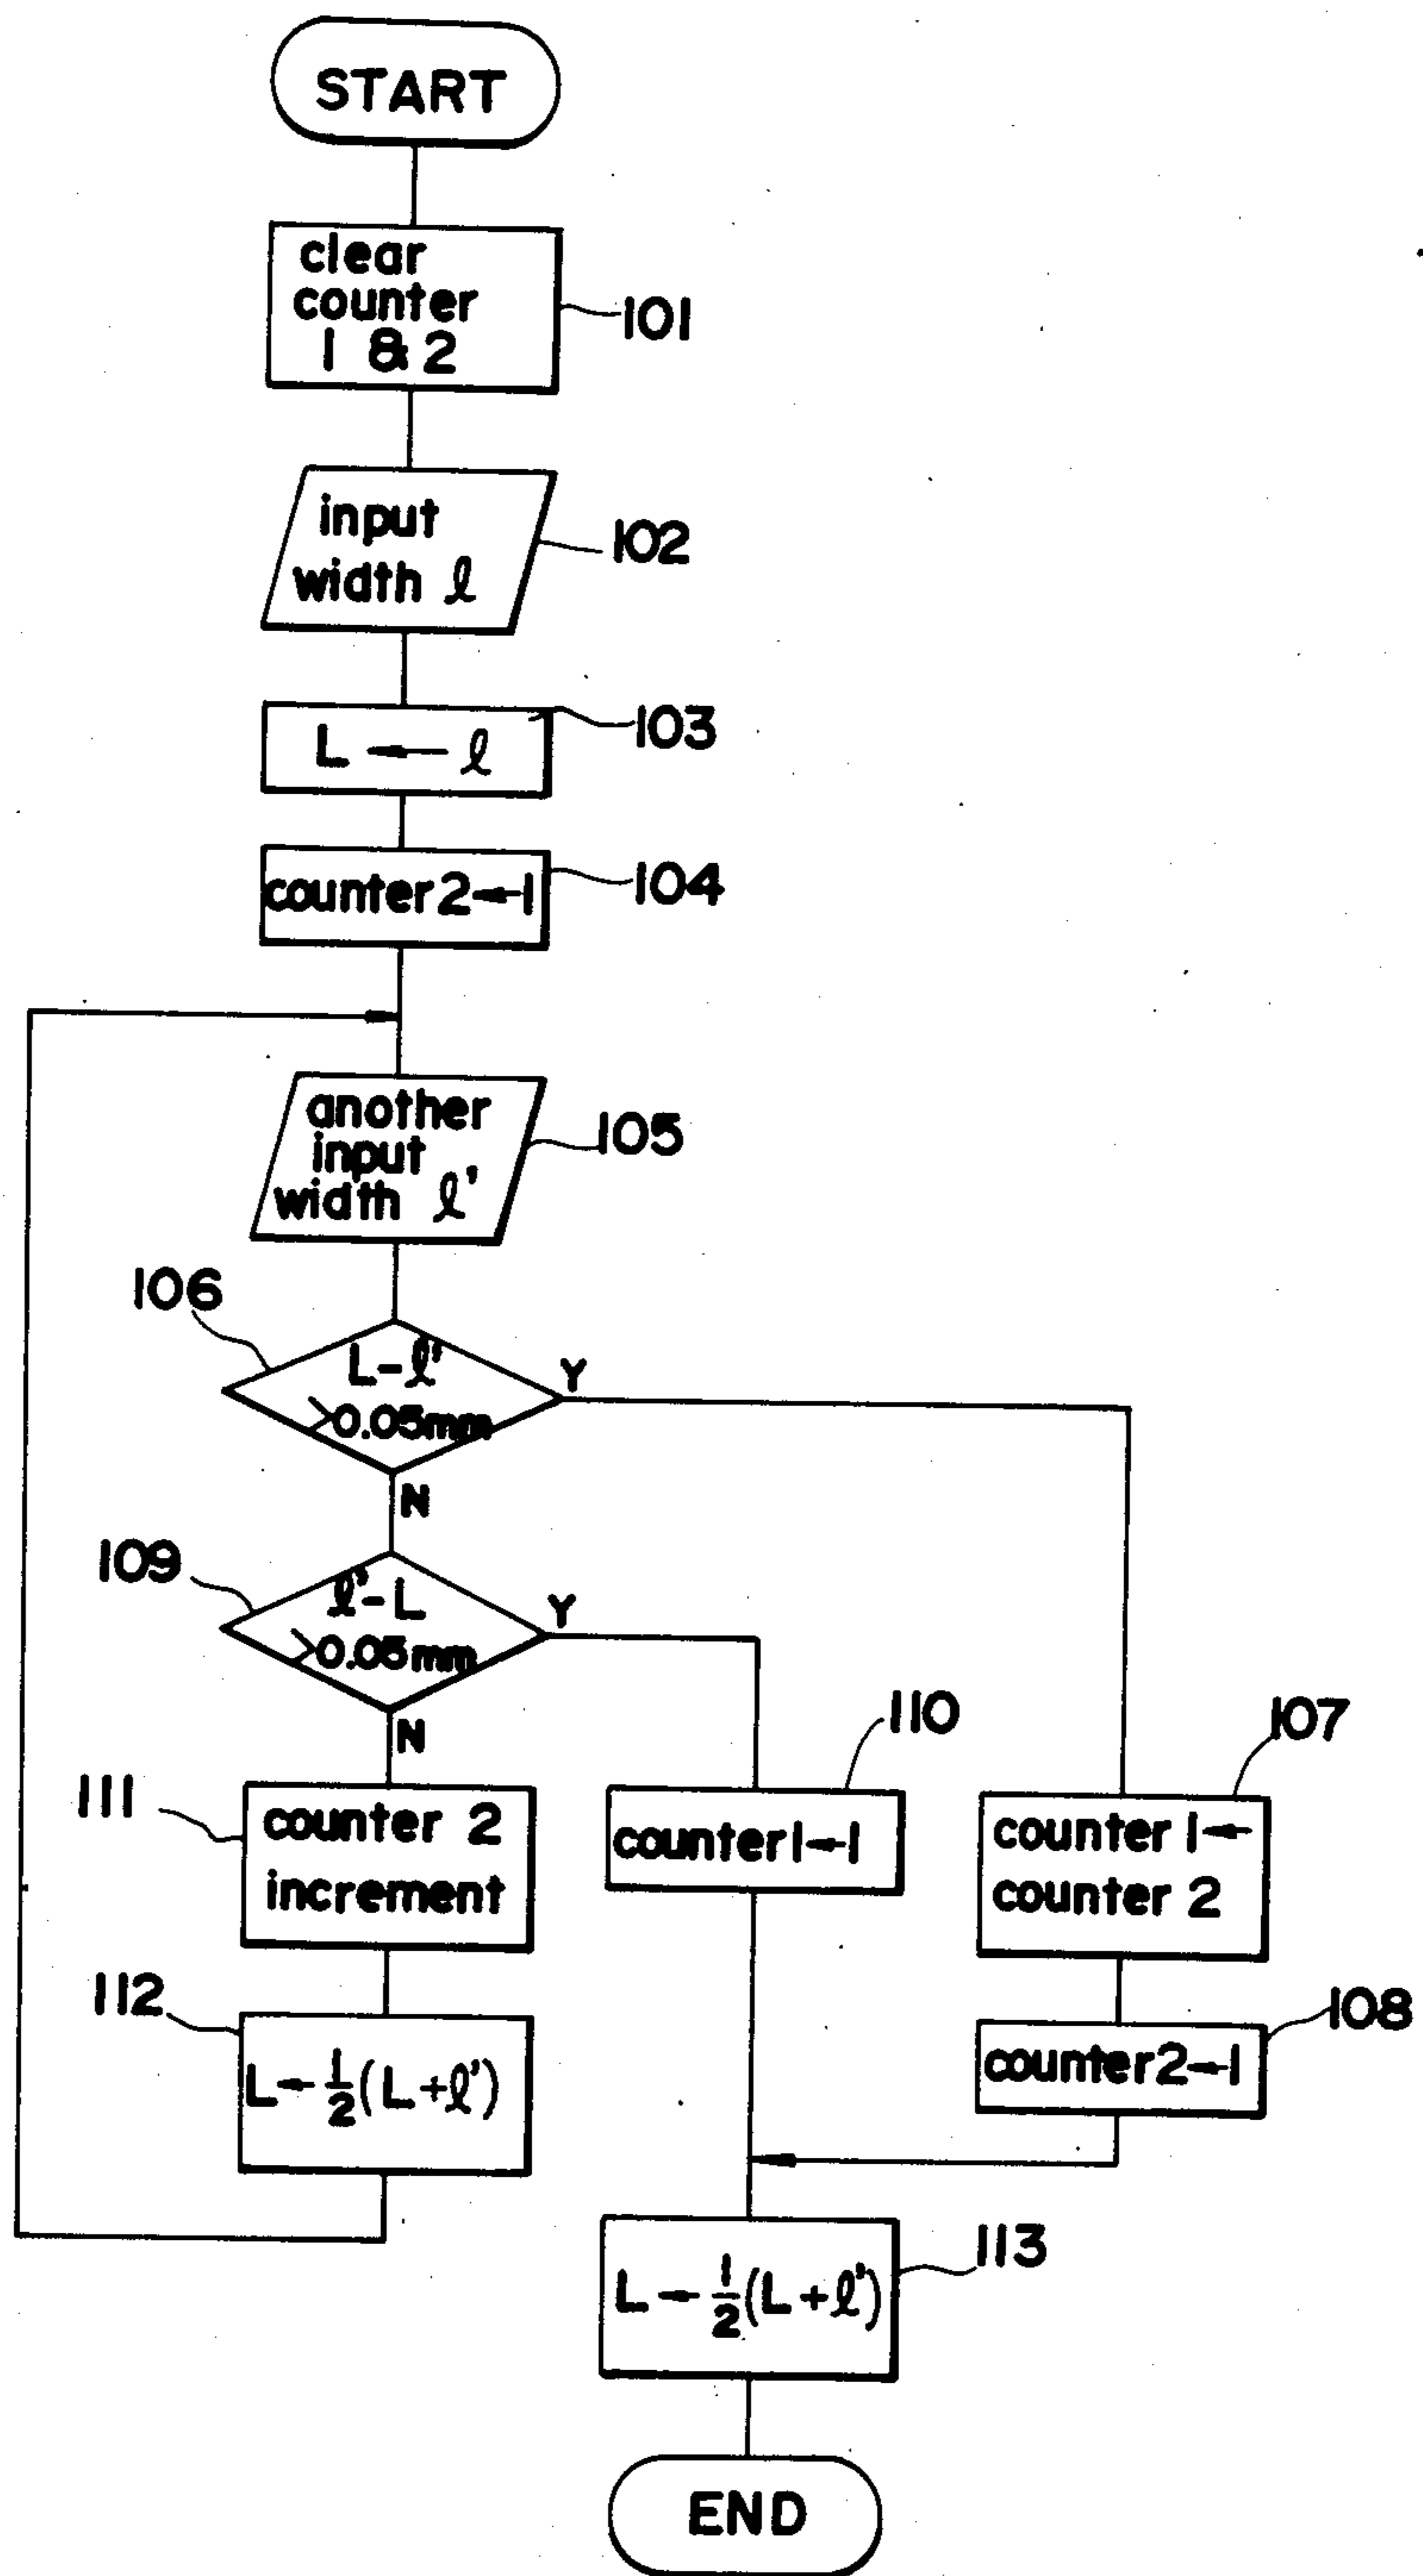 START
clear
counter
1 & 2
101
input
width ℓ
102
L ← ℓ
103
counter2←1
104
another
input
width ℓ'
105
106
L-ℓ'
>0.05mm
Y
N
109
ℓ'-L
>0.05mm
Y
N
111
counter 2
increment
110
counter1←1
107
counter 1←
counter 2
112
L←½(L+ℓ')
108
counter2←1
113
L←½(L+ℓ')
END